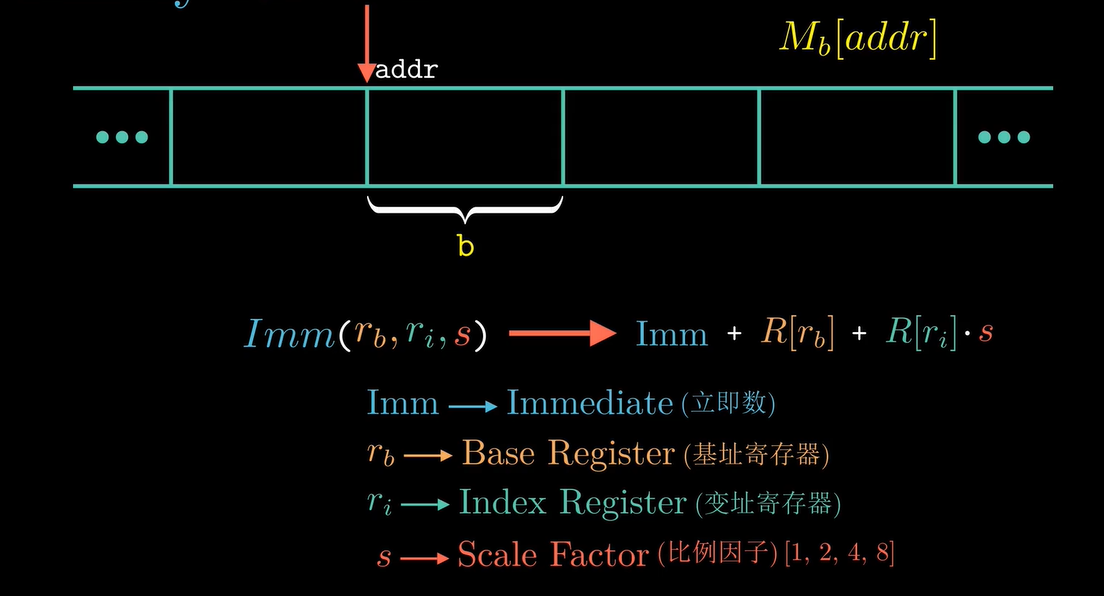 M_b[addr]
addr
b
Imm(r_b, r_i, s) → Imm + R[r_b] + R[r_i]·s
Imm → Immediate (立即数)
r_b → Base Register (基址寄存器)
r_i → Index Register (变址寄存器)
s → Scale Factor (比例因子) [1, 2, 4, 8]